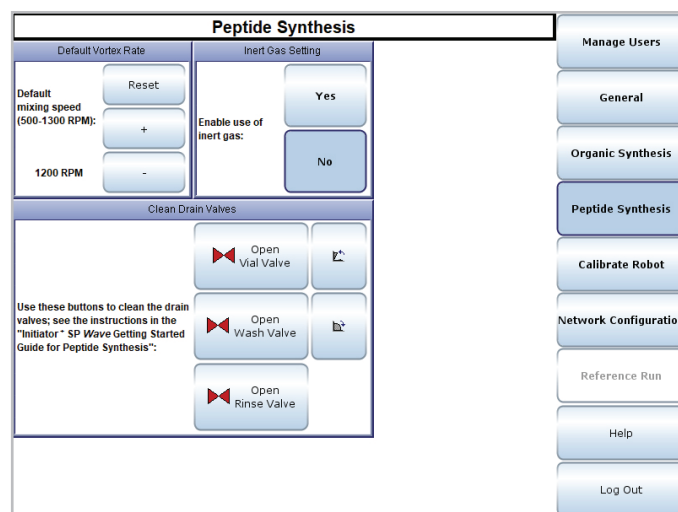 Peptide Synthesis
Default Vortex Rate
Default
mixing speed
(500-1300 RPM):
1200 RPM
Reset
+
-
Inert Gas Setting
Enable use of
inert gas:
Yes
No
Clean Drain Valves
Use these buttons to clean the drain
valves; see the instructions in the
"Initiator+ SP Wave Getting Started
Guide for Peptide Synthesis":
Open
Vial Valve
Open
Wash Valve
Open
Rinse Valve
Manage Users
General
Organic Synthesis
Peptide Synthesis
Calibrate Robot
Network Configuratio
Reference Run
Help
Log Out